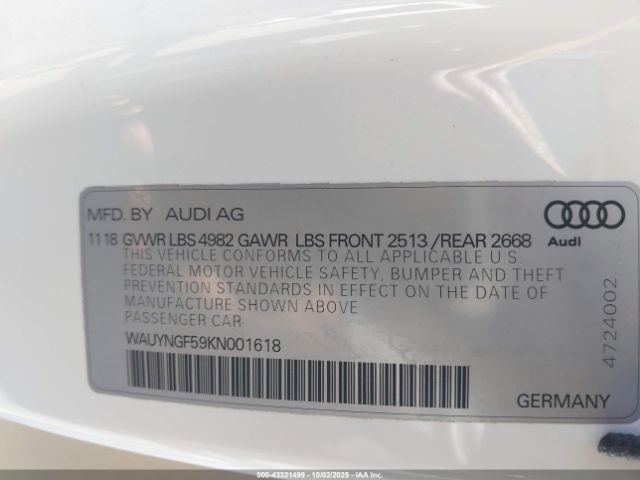 MFD. BY AUDI AG
11 18 GVWR LBS 4982 GAWR LBS FRONT 2513 /REAR 2668
THIS VEHICLE CONFORMS TO ALL APPLICABLE U.S.
FEDERAL MOTOR VEHICLE SAFETY, BUMPER AND THEFT
PREVENTION STANDARDS IN EFFECT ON THE DATE OF
MANUFACTURE SHOWN ABOVE
PASSENGER CAR
WAUYNGF59KN001618
Audi
4724002
GERMANY
000-43321499 - 10/02/2025 - IAA Inc.